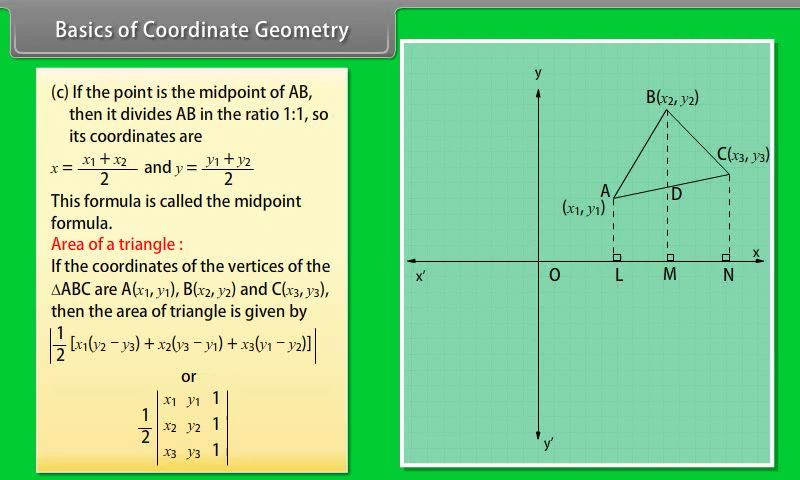 Basics of Coordinate Geometry
(c) If the point is the midpoint of AB,
then it divides AB in the ratio 1:1, so
its coordinates are
x = (x₁ + x₂)/2 and y = (y₁ + y₂)/2
This formula is called the midpoint
formula.
Area of a triangle :
If the coordinates of the vertices of the
ΔABC are A(x₁, y₁), B(x₂, y₂) and C(x₃, y₃),
then the area of triangle is given by
|1/2 [x₁(y₂ − y₃) + x₂(y₃ − y₁) + x₃(y₁ − y₂)]|
or
1/2 | x₁ y₁ 1 |
| x₂ y₂ 1 |
| x₃ y₃ 1 |
y
B(x₂, y₂)
C(x₃, y₃)
A
(x₁, y₁)
D
x
x′
O
L
M
N
y′